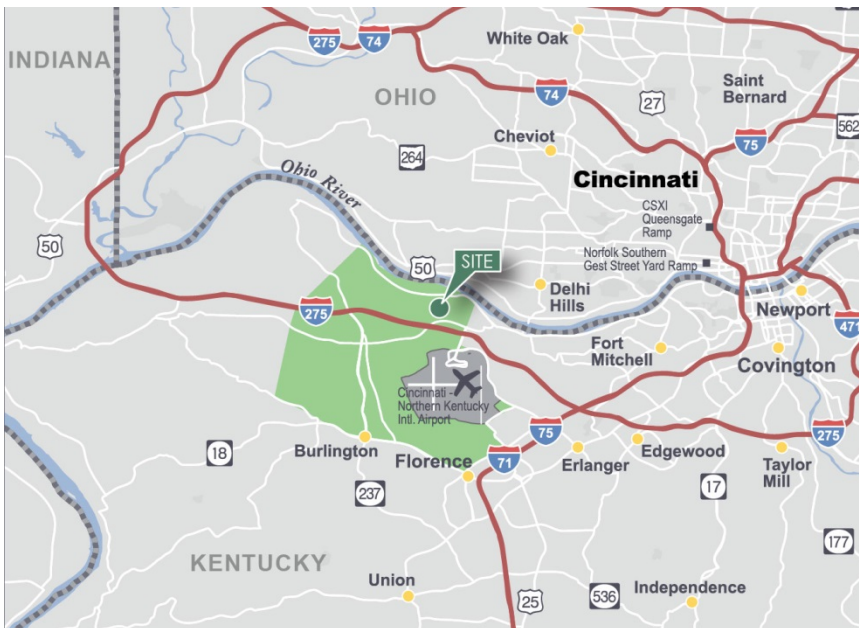 INDIANA
275
74
White Oak
OHIO
74
27
Saint
Bernard
264
Cheviot
75
562
Cincinnati
CSXI
Queensgate
Ramp
Ohio River
50
50
SITE
Norfolk Southern
Gest Street Yard Ramp
Delhi
Hills
Newport
275
Fort
Mitchell
471
Covington
Cincinnati -
Northern Kentucky
Intl. Airport
18
Burlington
Florence
75
71
Erlanger
Edgewood
275
Taylor
Mill
237
17
177
KENTUCKY
Union
25
536
Independence